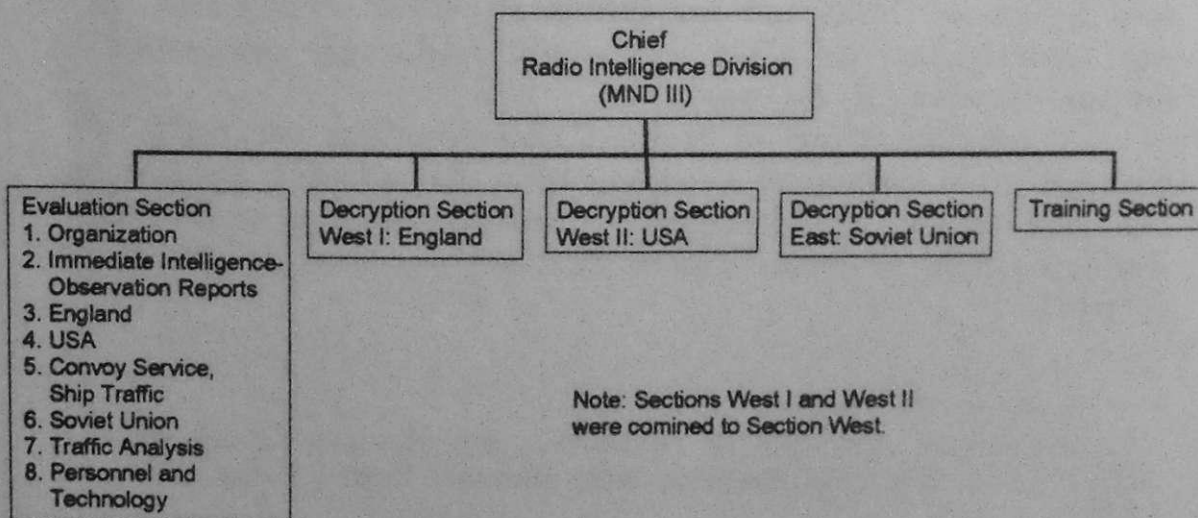 Chief
Radio Intelligence Division
(MND III)
Evaluation Section
1. Organization
2. Immediate Intelligence-
Observation Reports
3. England
4. USA
5. Convoy Service,
Ship Traffic
6. Soviet Union
7. Traffic Analysis
8. Personnel and
Technology
Decryption Section
West I: England
Decryption Section
West II: USA
Decryption Section
East: Soviet Union
Training Section
Note: Sections West I and West II
were comined to Section West.